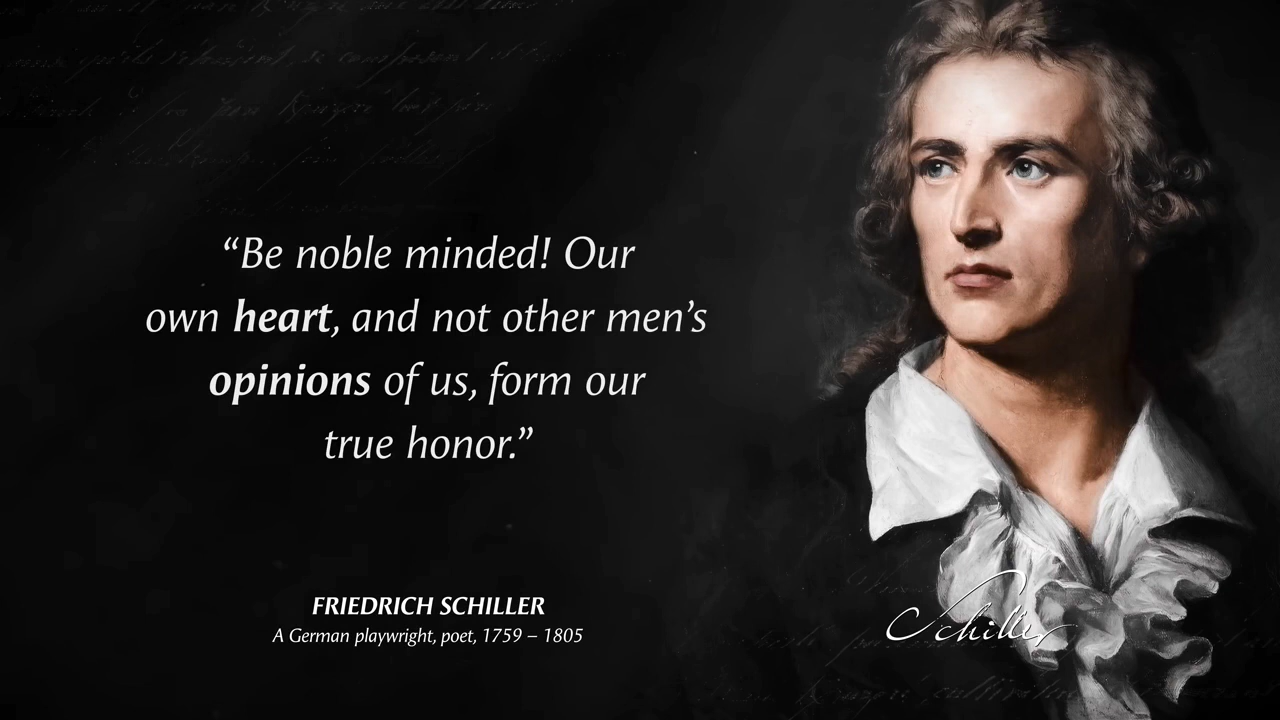 “Be noble minded! Our
own heart, and not other men’s
opinions of us, form our
true honor.”
FRIEDRICH SCHILLER
A German playwright, poet, 1759 – 1805
Schiller